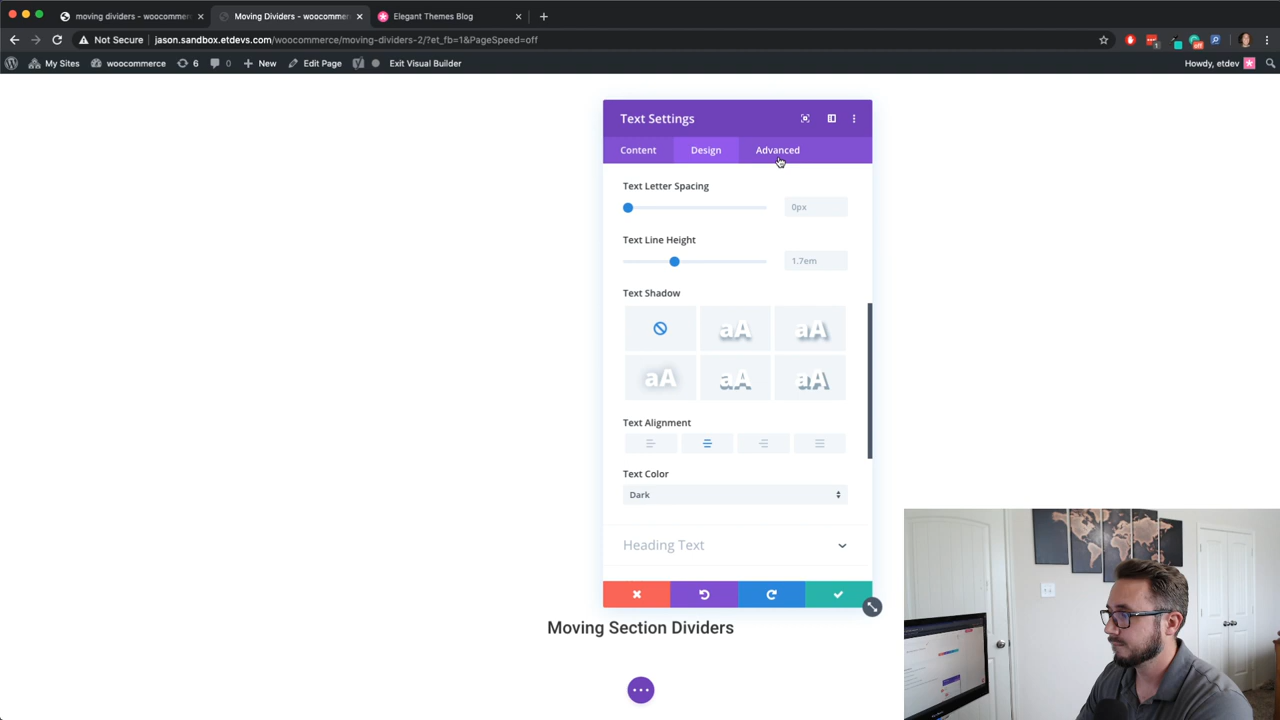 moving dividers - woocommerc
Moving Dividers - woocommerc
Elegant Themes Blog
Not Secure
jason.sandbox.etdevs.com/woocommerce/moving-dividers-2/?et_fb=1&PageSpeed=off
My Sites
woocommerce
6
0
New
Edit Page
Exit Visual Builder
Howdy, etdev
Text Settings
Content
Design
Advanced
Text Letter Spacing
0px
Text Line Height
1.7em
Text Shadow
aA
aA
aA
aA
aA
Text Alignment
Text Color
Dark
Heading Text
Moving Section Dividers